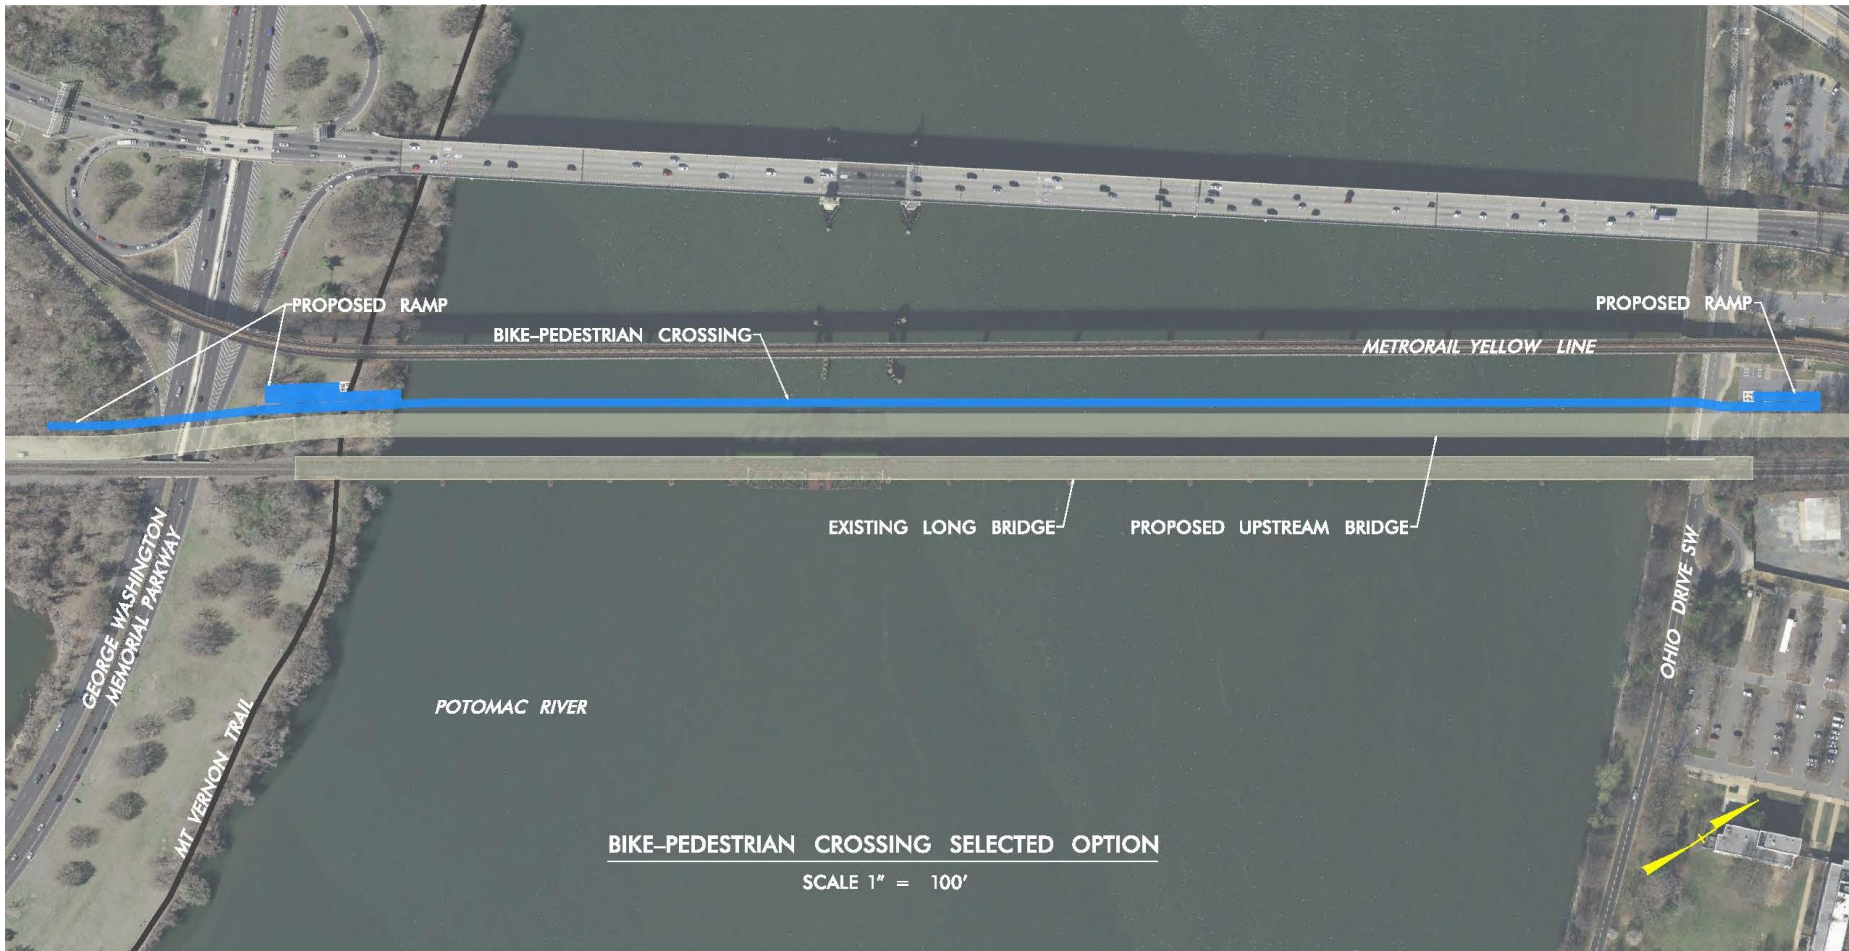 PROPOSED RAMP
PROPOSED RAMP
BIKE–PEDESTRIAN CROSSING
METRORAIL YELLOW LINE
EXISTING LONG BRIDGE
PROPOSED UPSTREAM BRIDGE
GEORGE WASHINGTON
MEMORIAL PARKWAY
OHIO DRIVE SW
MT VERNON TRAIL
POTOMAC RIVER
BIKE–PEDESTRIAN CROSSING SELECTED OPTION
SCALE 1" = 100'